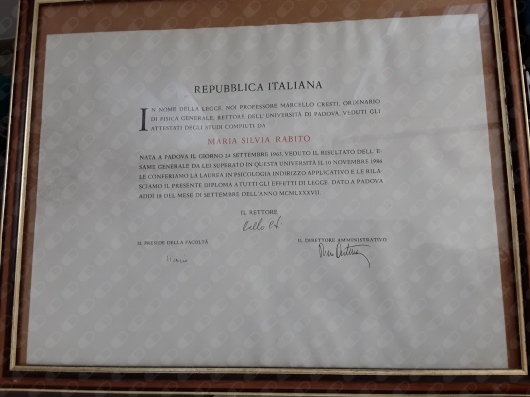 REPUBBLICA ITALIANA
IN NOME DELLA LEGGE NOI PROFESSORE MARCELLO CRESTI, ORDINARIO
DI FISICA GENERALE, RETTORE DELL'UNIVERSITÀ DI PADOVA, VEDUTI GLI
ATTESTATI DEGLI STUDI COMPIUTI DA
MARIA SILVIA RABITO
NATA A PADOVA IL GIORNO 24 SETTEMBRE 1963, VEDUTO IL RISULTATO DELL'E-
SAME GENERALE DA LEI SUPERATO IN QUESTA UNIVERSITÀ IL 10 NOVEMBRE 1986
LE CONFERIAMO LA LAUREA IN PSICOLOGIA INDIRIZZO APPLICATIVO E LE RILA-
SCIAMO IL PRESENTE DIPLOMA A TUTTI GLI EFFETTI DI LEGGE. DATO A PADOVA
ADDÌ 18 DEL MESE DI SETTEMBRE DELL'ANNO MCMLXXXVII
IL RETTORE
IL PRESIDE DELLA FACOLTÀ
IL DIRETTORE AMMINISTRATIVO